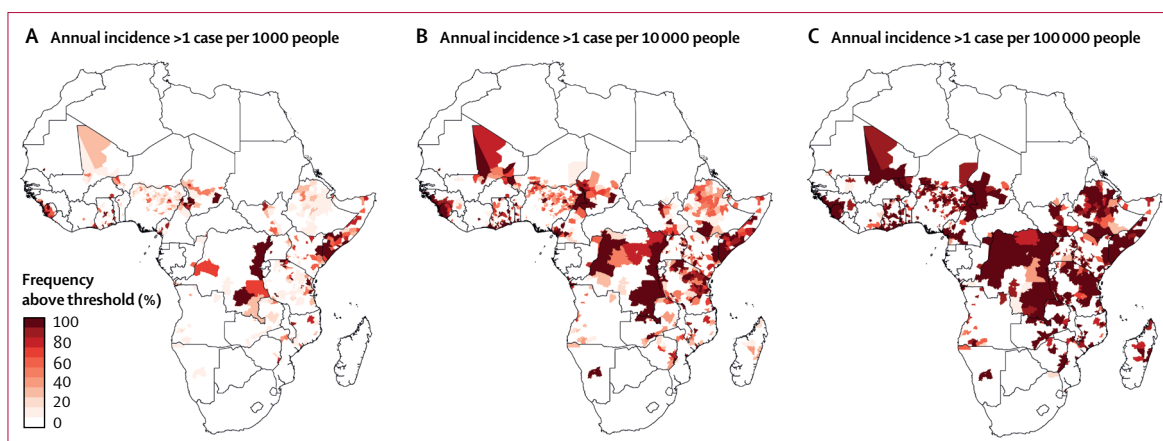 A Annual incidence >1 case per 1000 people
B Annual incidence >1 case per 10 000 people
C Annual incidence >1 case per 100 000 people
Frequency
above threshold (%)
100
80
60
40
20
0